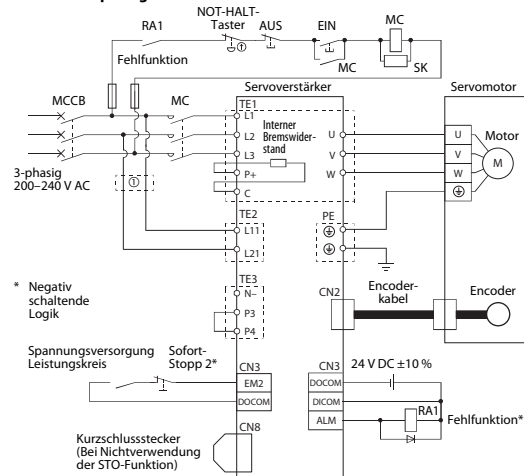 NOT-HALT-
Taster
RA1
AUS
EIN
MC
Fehlfunktion
MC
SK
MCCB
MC
Servoverstärker
Servomotor
TE1
L1
L2
L3
P+
C
Interner
Bremswider-
stand
U
V
W
U
V
W
Motor
M
3-phasig
200–240 V AC
①
TE2
L11
L21
PE
* Negativ
schaltende
Logik
TE3
N–
P3
P4
CN2
Encoder-
kabel
Encoder
Spannungsversorgung
Leistungskreis
Sofort-
Stopp 2*
CN3
EM2
DOCOM
CN3
DOCOM
DICOM
ALM
24 V DC ±10 %
RA1
Fehlfunktion*
CN8
Kurzschlussstecker
(Bei Nichtverwendung
der STO-Funktion)